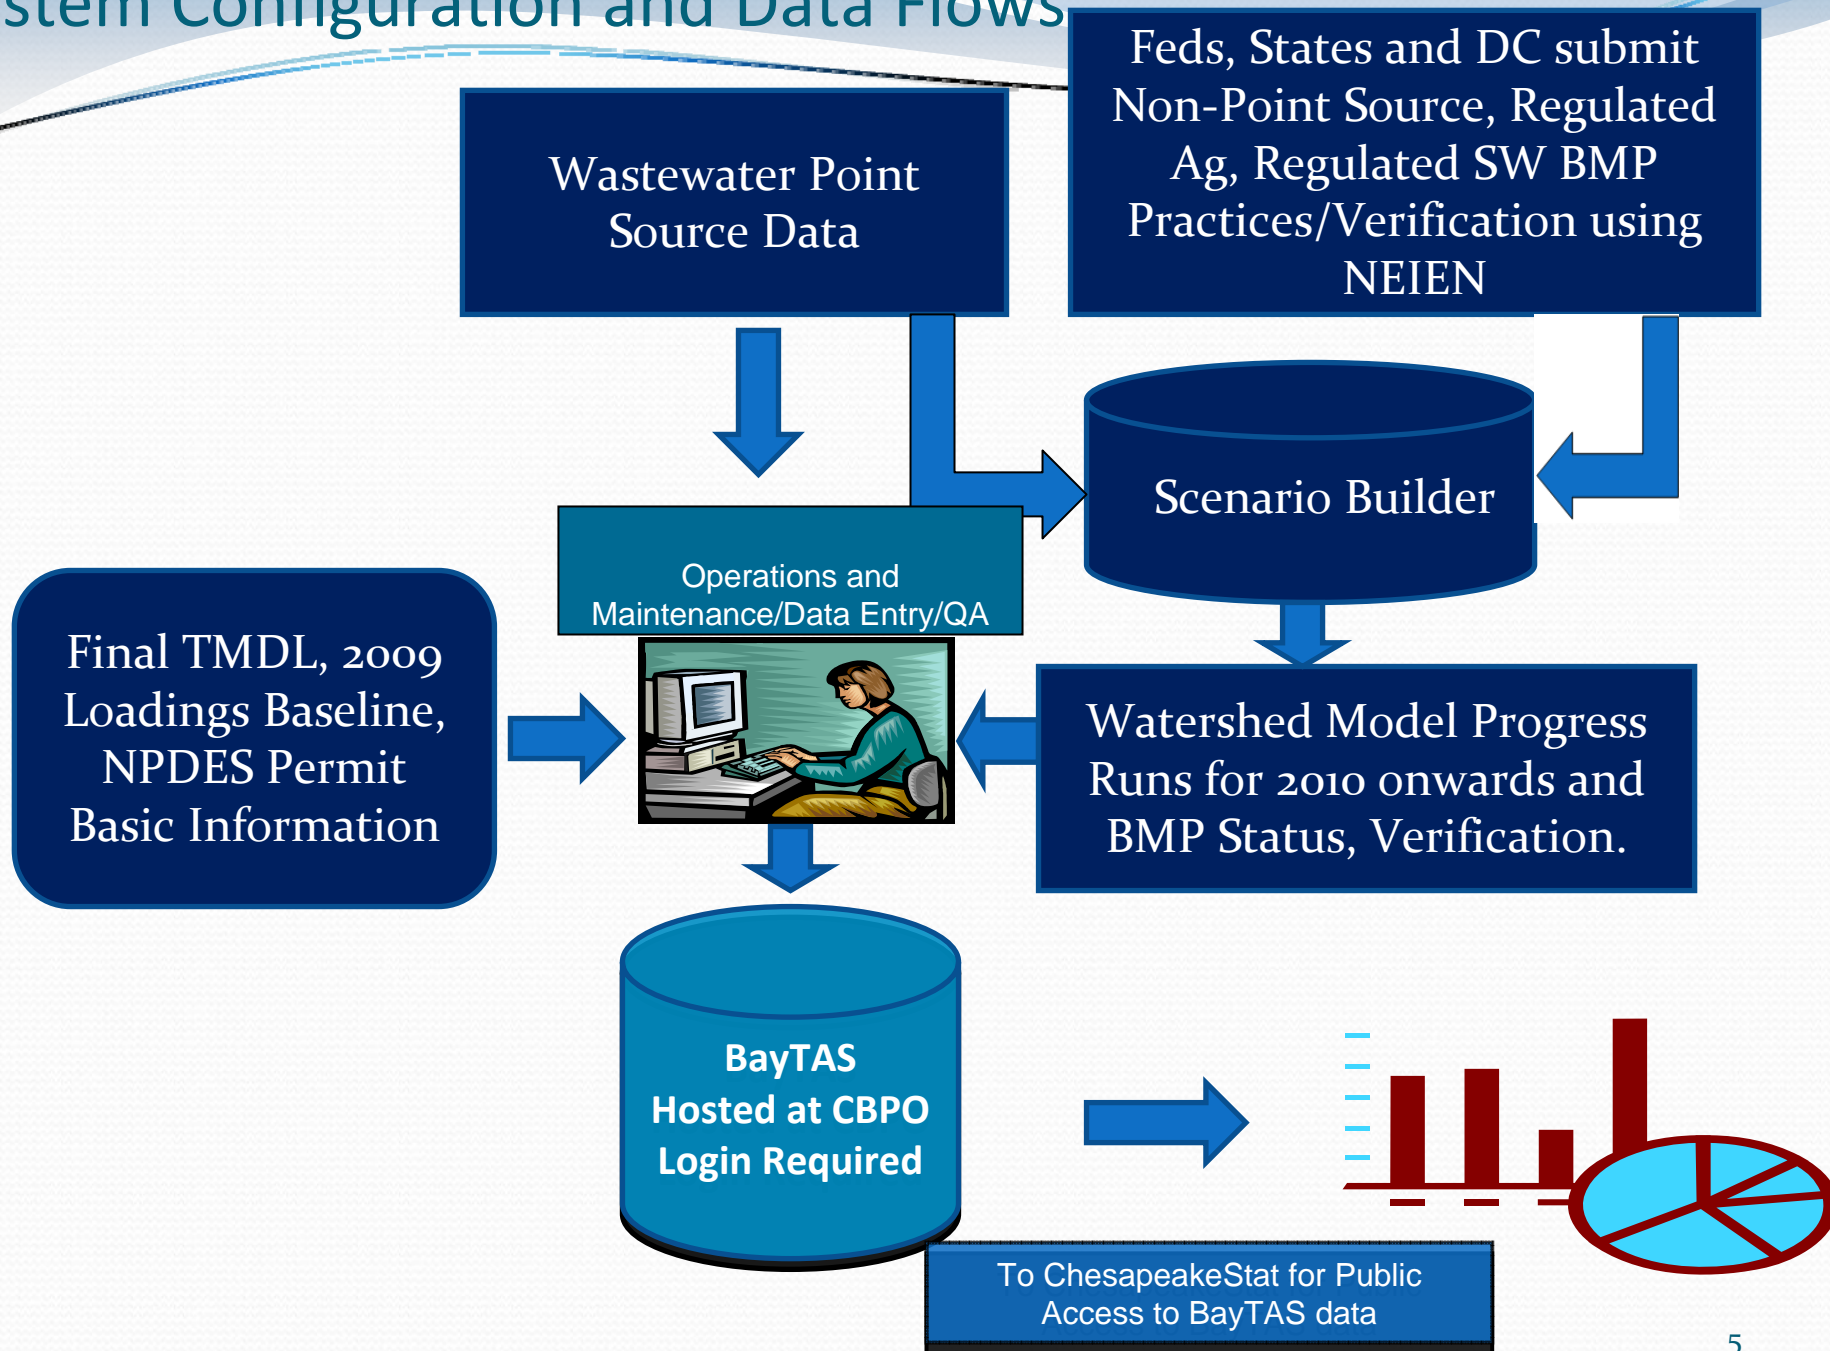 stem Configuration and Data Flows
Feds, States and DC submit
Non-Point Source, Regulated
Ag, Regulated SW BMP
Practices/Verification using
NEIEN
Wastewater Point
Source Data
Scenario Builder
Operations and
Maintenance/Data Entry/QA
Final TMDL, 2009
Loadings Baseline,
NPDES Permit
Basic Information
Watershed Model Progress
Runs for 2010 onwards and
BMP Status, Verification.
BayTAS
Hosted at CBPO
Login Required
To ChesapeakeStat for Public
Access to BayTAS data
5